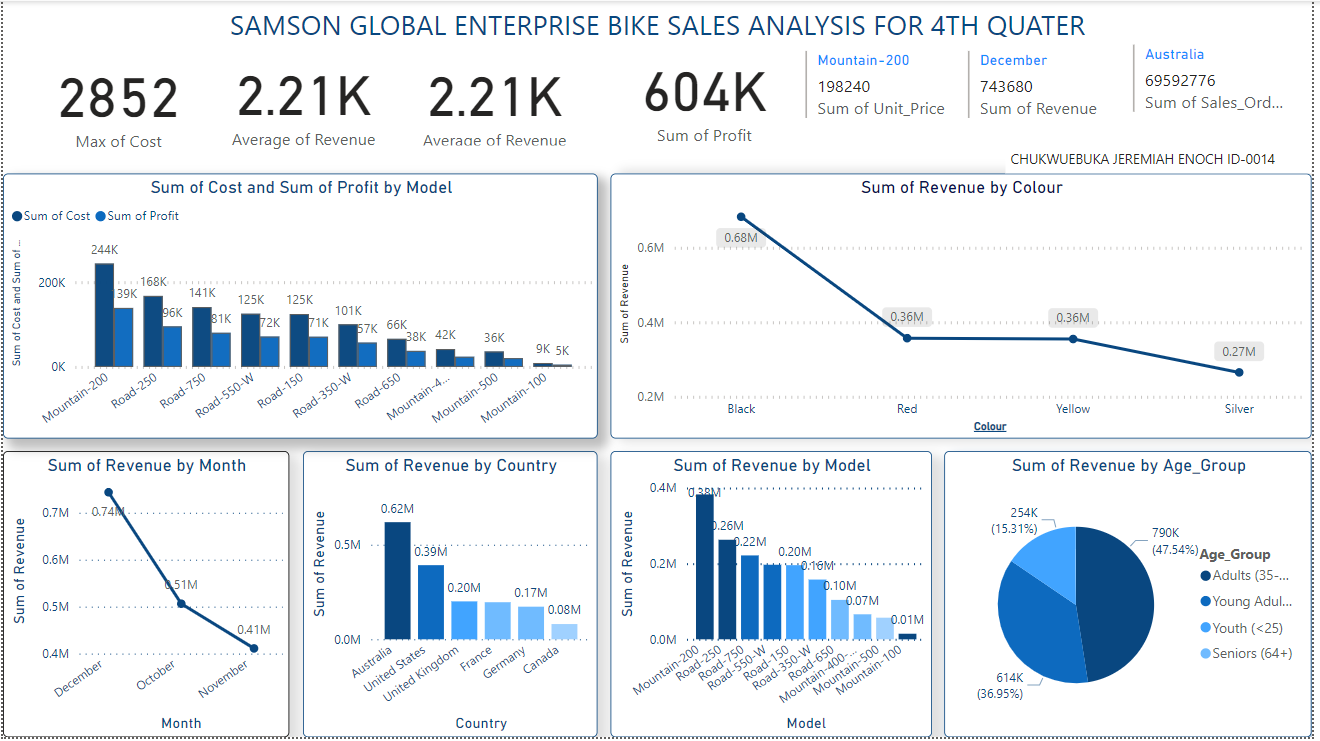 SAMSON GLOBAL ENTERPRISE BIKE SALES ANALYSIS FOR 4TH QUATER
2852
Max of Cost
2.21K
Average of Revenue
2.21K
Average of Revenue
604K
Sum of Profit
Mountain-200
198240
Sum of Unit_Price
December
743680
Sum of Revenue
Australia
69592776
Sum of Sales_Ord...
CHUKWUEBUKA JEREMIAH ENOCH ID-0014
Sum of Cost and Sum of Profit by Model
Sum of Cost Sum of Profit
Sum of Cost and Sum of ...
200K
0K
244K 139K 168K 96K 141K 81K 125K 72K 125K 71K 101K 57K 66K 38K 42K 36K 9K 5K
Mountain-200 Road-250 Road-750 Road-550-W Road-150 Road-350-W Road-650 Mountain-4... Mountain-500 Mountain-100
Sum of Revenue by Colour
Sum of Revenue
0.6M
0.4M
0.2M
0.68M 0.36M 0.36M 0.27M
Black Red Yellow Silver
Colour
Sum of Revenue by Month
Sum of Revenue
0.7M
0.6M
0.5M
0.4M
0.74M 0.51M 0.41M
December October November
Month
Sum of Revenue by Country
Sum of Revenue
0.5M
0.0M
0.62M 0.39M 0.20M 0.17M 0.08M
Australia United States United Kingdom France Germany Canada
Country
Sum of Revenue by Model
Sum of Revenue
0.4M
0.2M
0.0M
0.38M 0.26M 0.22M 0.20M 0.16M 0.10M 0.07M 0.01M
Mountain-200 Road-250 Road-750 Road-550-W Road-150 Road-350-W Road-650 Mountain-400-... Mountain-500 Mountain-100
Model
Sum of Revenue by Age_Group
254K
(15.31%)
790K
(47.54%)
614K
(36.95%)
Age_Group
Adults (35-...
Young Adul...
Youth (<25)
Seniors (64+)